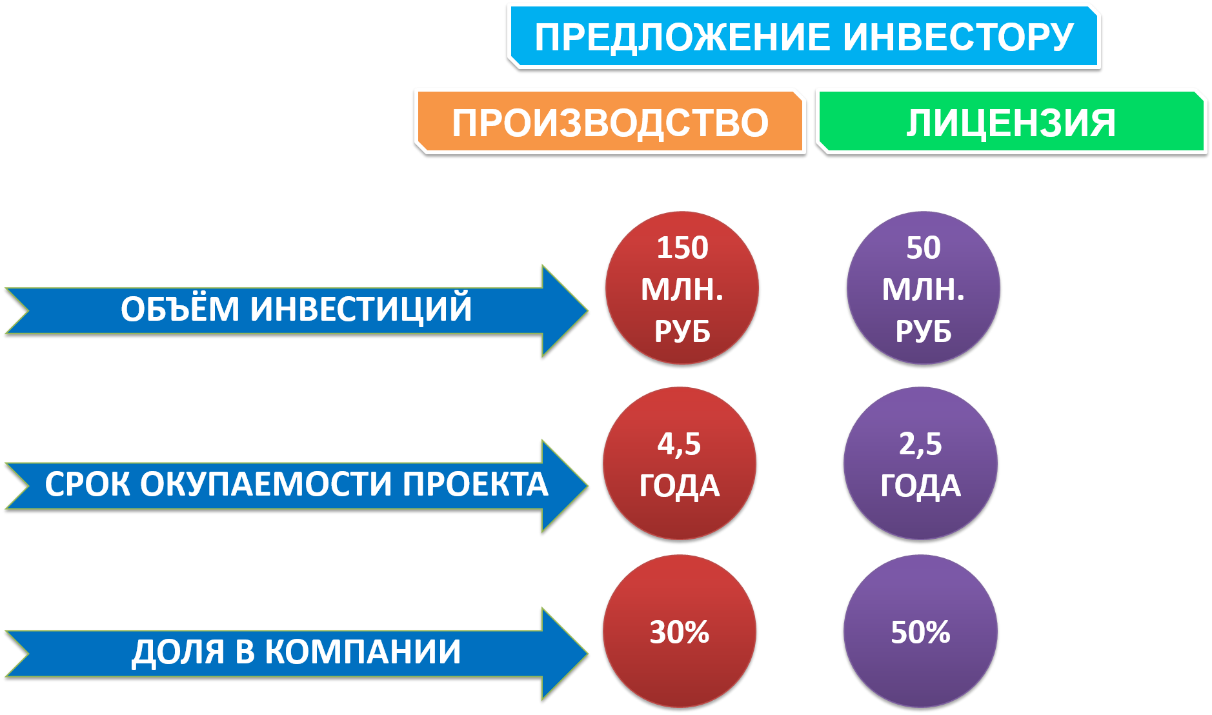 ПРЕДЛОЖЕНИЕ ИНВЕСТОРУ
ПРОИЗВОДСТВО
ЛИЦЕНЗИЯ
ОБЪЁМ ИНВЕСТИЦИЙ
150
МЛН.
РУБ
50
МЛН.
РУБ
СРОК ОКУПАЕМОСТИ ПРОЕКТА
4,5
ГОДА
2,5
ГОДА
ДОЛЯ В КОМПАНИИ
30%
50%